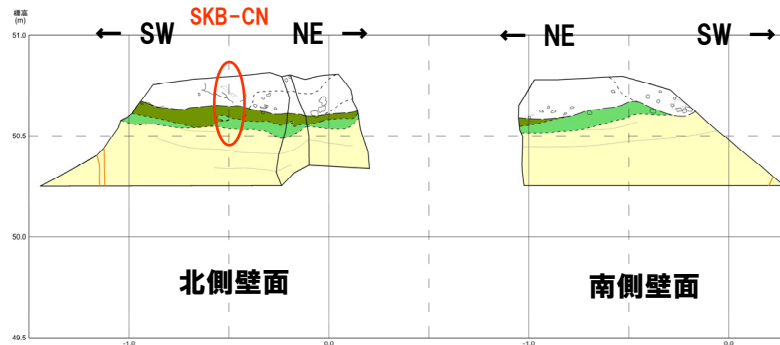 標高
(m)
SKB-CN
← SW
NE →
← NE
SW →
51.0
50.5
50.0
49.5
北側壁面
南側壁面
-1.0
0.0
-1.0
0.0